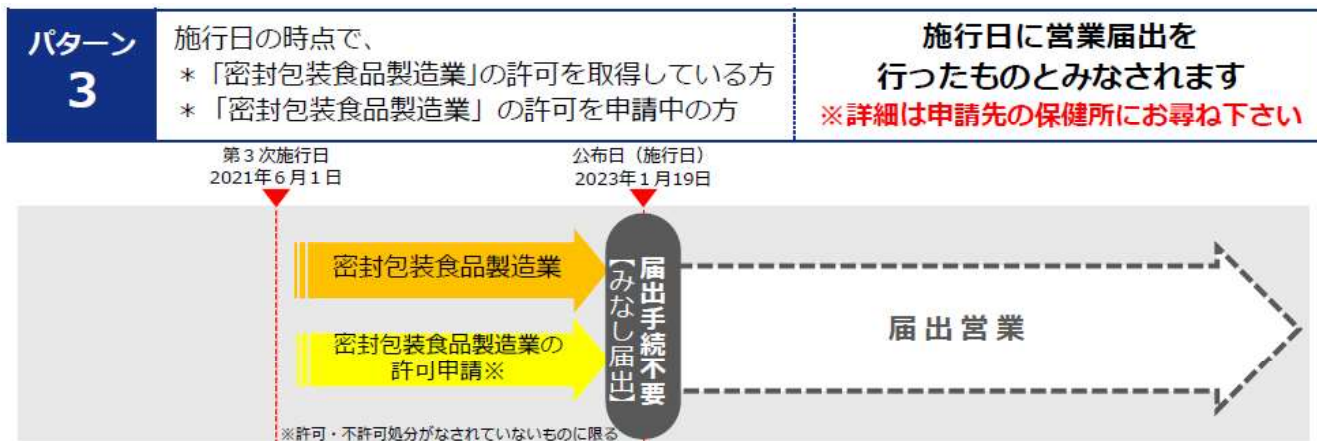 パターン
3
施行日の時点で、
＊「密封包装食品製造業」の許可を取得している方
＊「密封包装食品製造業」の許可を申請中の方
施行日に営業届出を
行ったものとみなされます
※詳細は申請先の保健所にお尋ね下さい
第３次施行日
2021年６月１日
公布日（施行日）
2023年１月19日
密封包装食品製造業
密封包装食品製造業の
許可申請※
届出手続不要
【みなし届出】
届出営業
※許可・不許可処分がなされていないものに限る